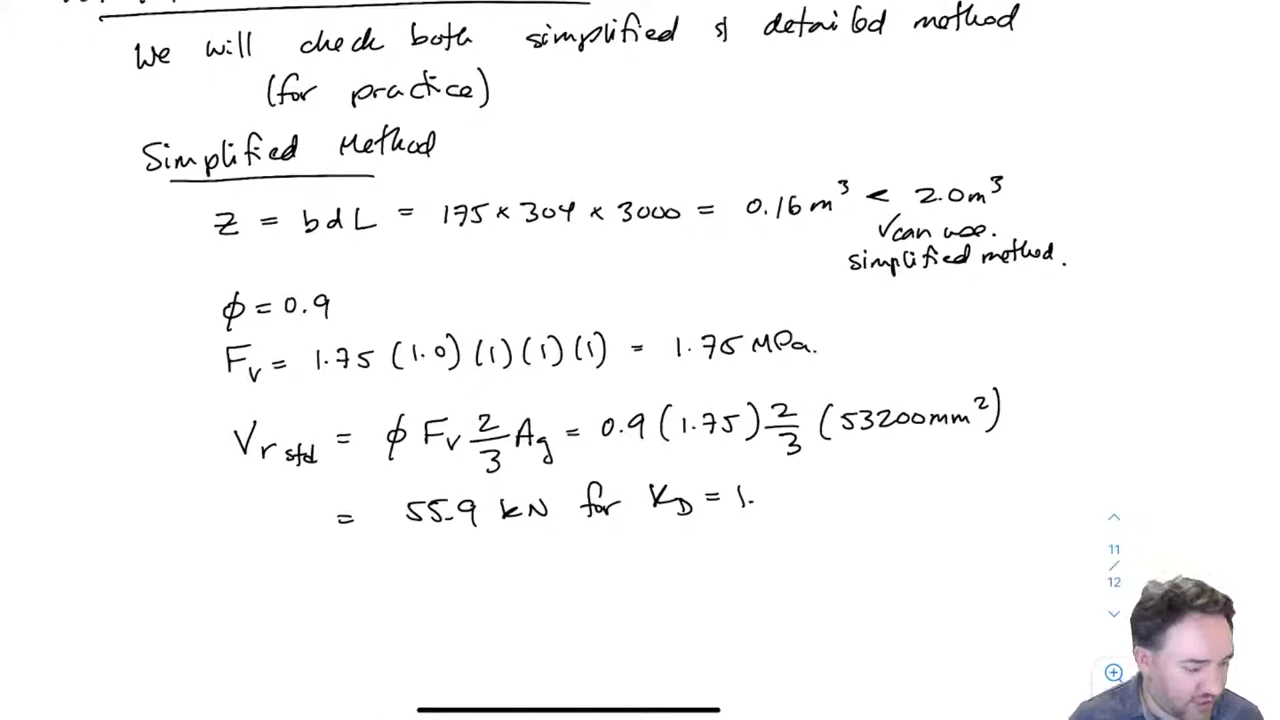 We will check both simplified & detailed method
(for practice)
Simplified Method
Z = bdL = 175 × 304 × 3000 = 0.16 m³ < 2.0 m³
✓ can use.
simplified method.
ϕ = 0.9
Fv = 1.75 (1.0) (1) (1) (1) = 1.75 MPa.
Vr std = ϕ Fv 2/3 Ag = 0.9 (1.75) 2/3 (53200 mm²)
= 55.9 kN for KD = 1.
11
/
12